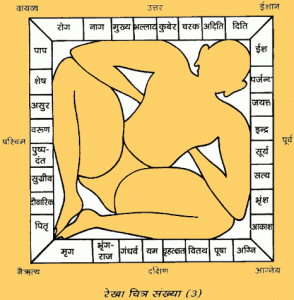 वायव्य उत्तर ईशान
रोग नाग मुख्य भल्लाट कुबेर चरक अदिति दिति
पाप ईश
शेष पर्जन्य
असुर जयन्त
वरूण इन्द्र
पश्चिम पूर्व
पुष्प-दंत सूर्य
सुग्रीव सत्य
दौवारिक भृंश
पितृ आकाश
मृग भृंग-राज गंधर्व यम वृहत्क्षत वितथ पूषा अग्नि
नैऋत्य दक्षिण आग्नेय
रेखा चित्र संख्या (3)